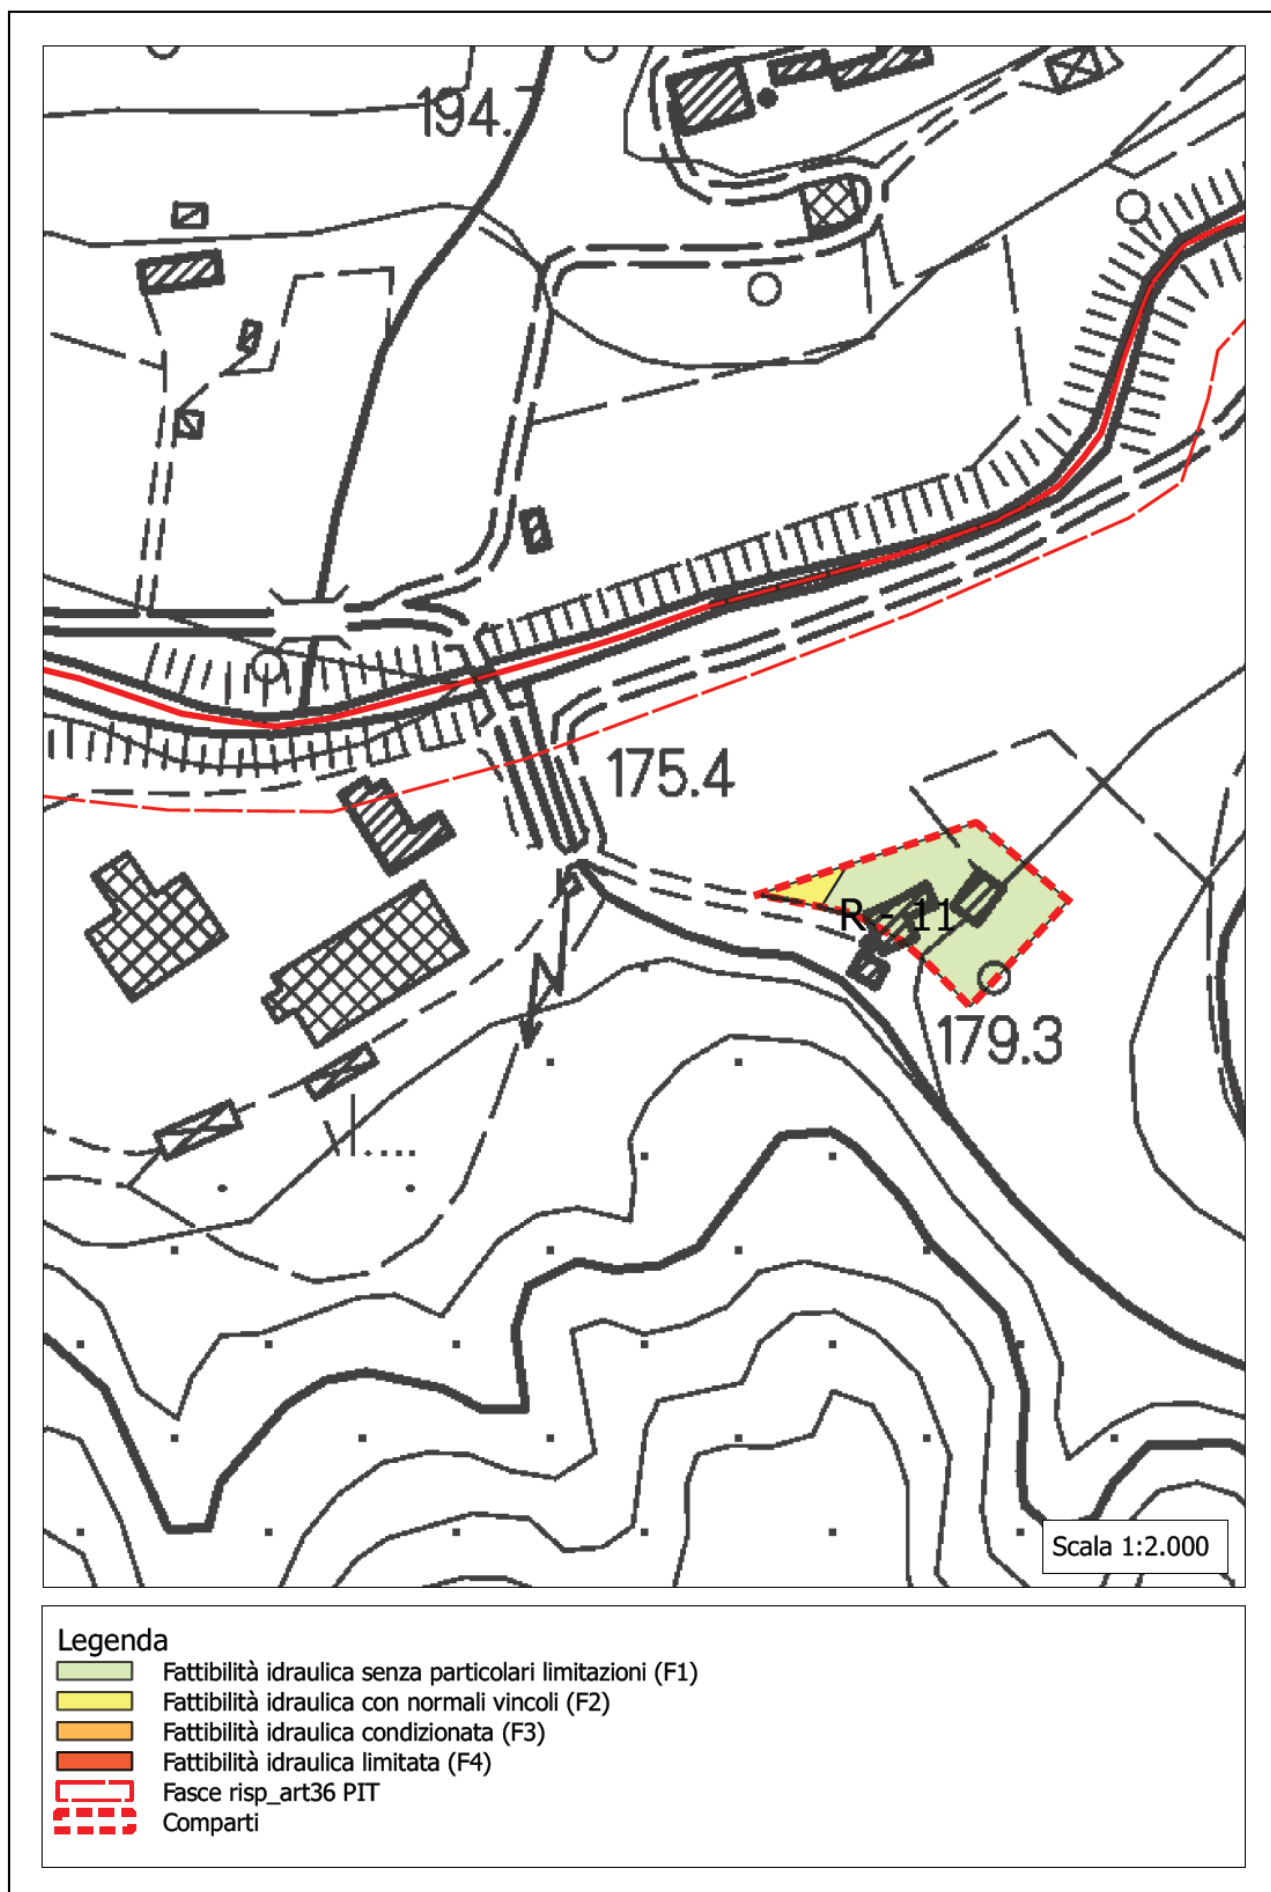 194.
175.4
R - 11
179.3
Scala 1:2.000
Legenda
Fattibilità idraulica senza particolari limitazioni (F1)
Fattibilità idraulica con normali vincoli (F2)
Fattibilità idraulica condizionata (F3)
Fattibilità idraulica limitata (F4)
Fasce risp_art36 PIT
Comparti